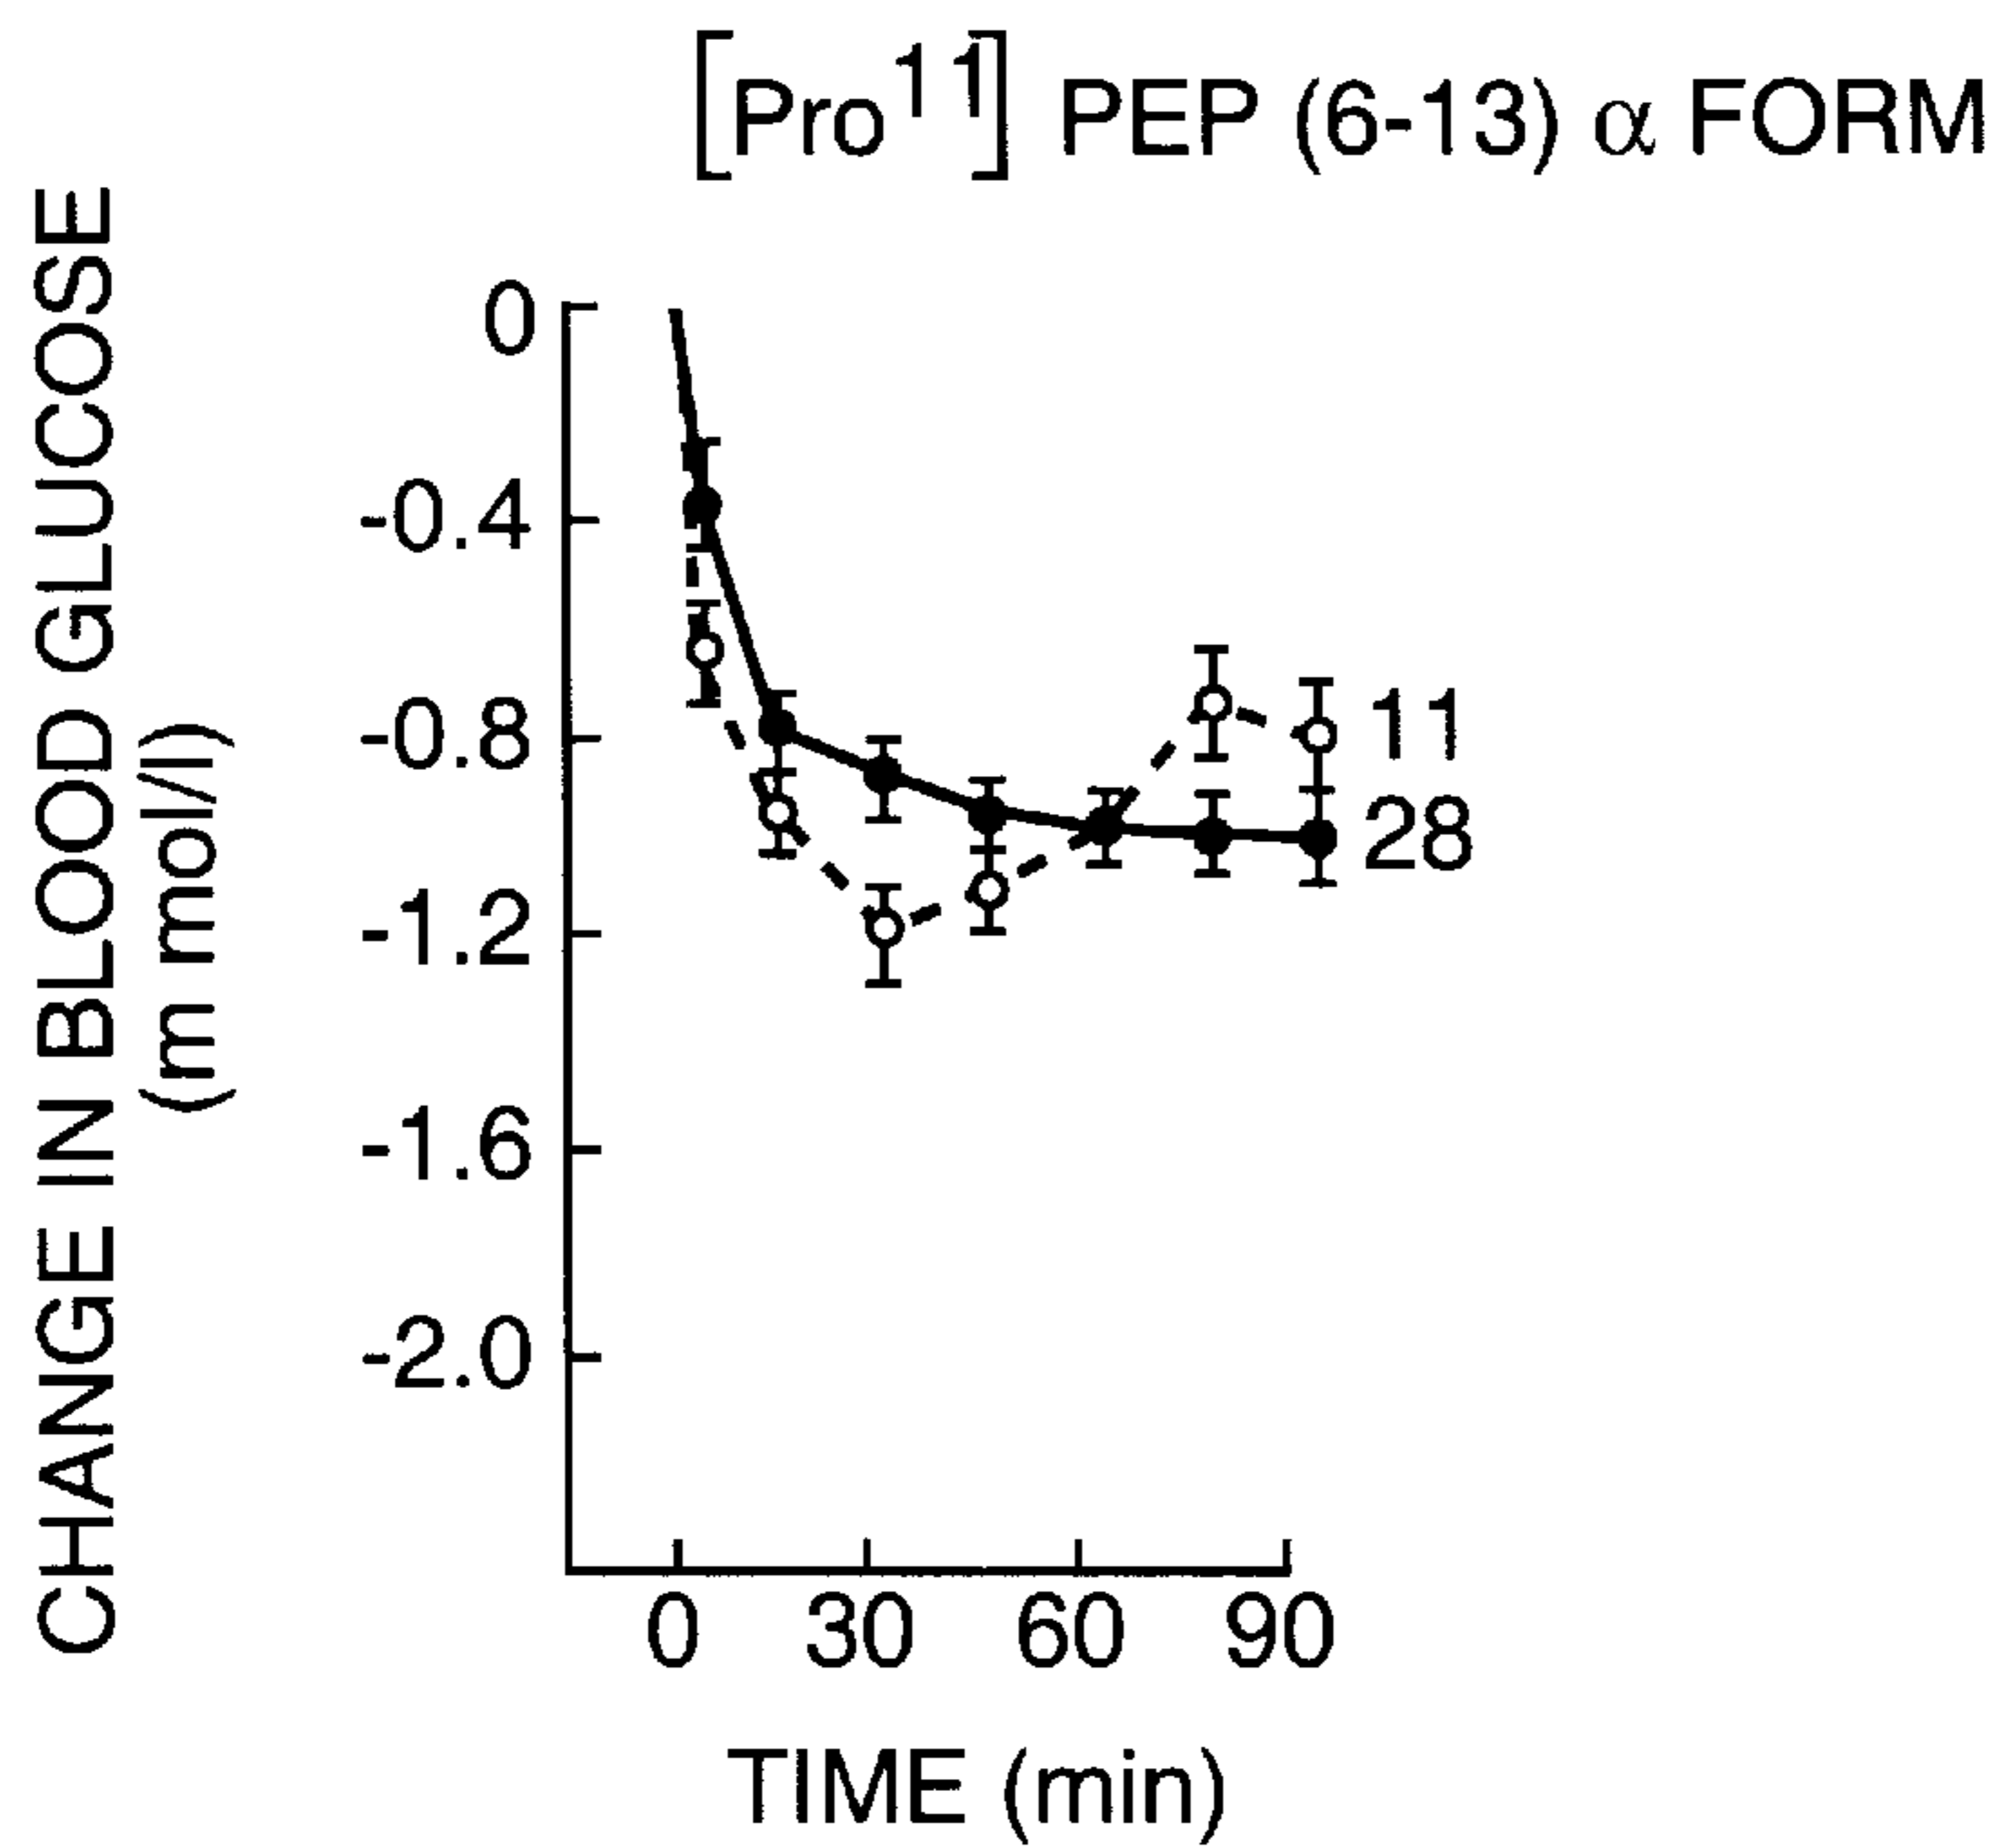 [Pro¹¹] PEP (6-13) α FORM
CHANGE IN BLOOD GLUCOSE
(m mol/l)
0
-0.4
-0.8
-1.2
-1.6
-2.0
11
28
0 30 60 90
TIME (min)